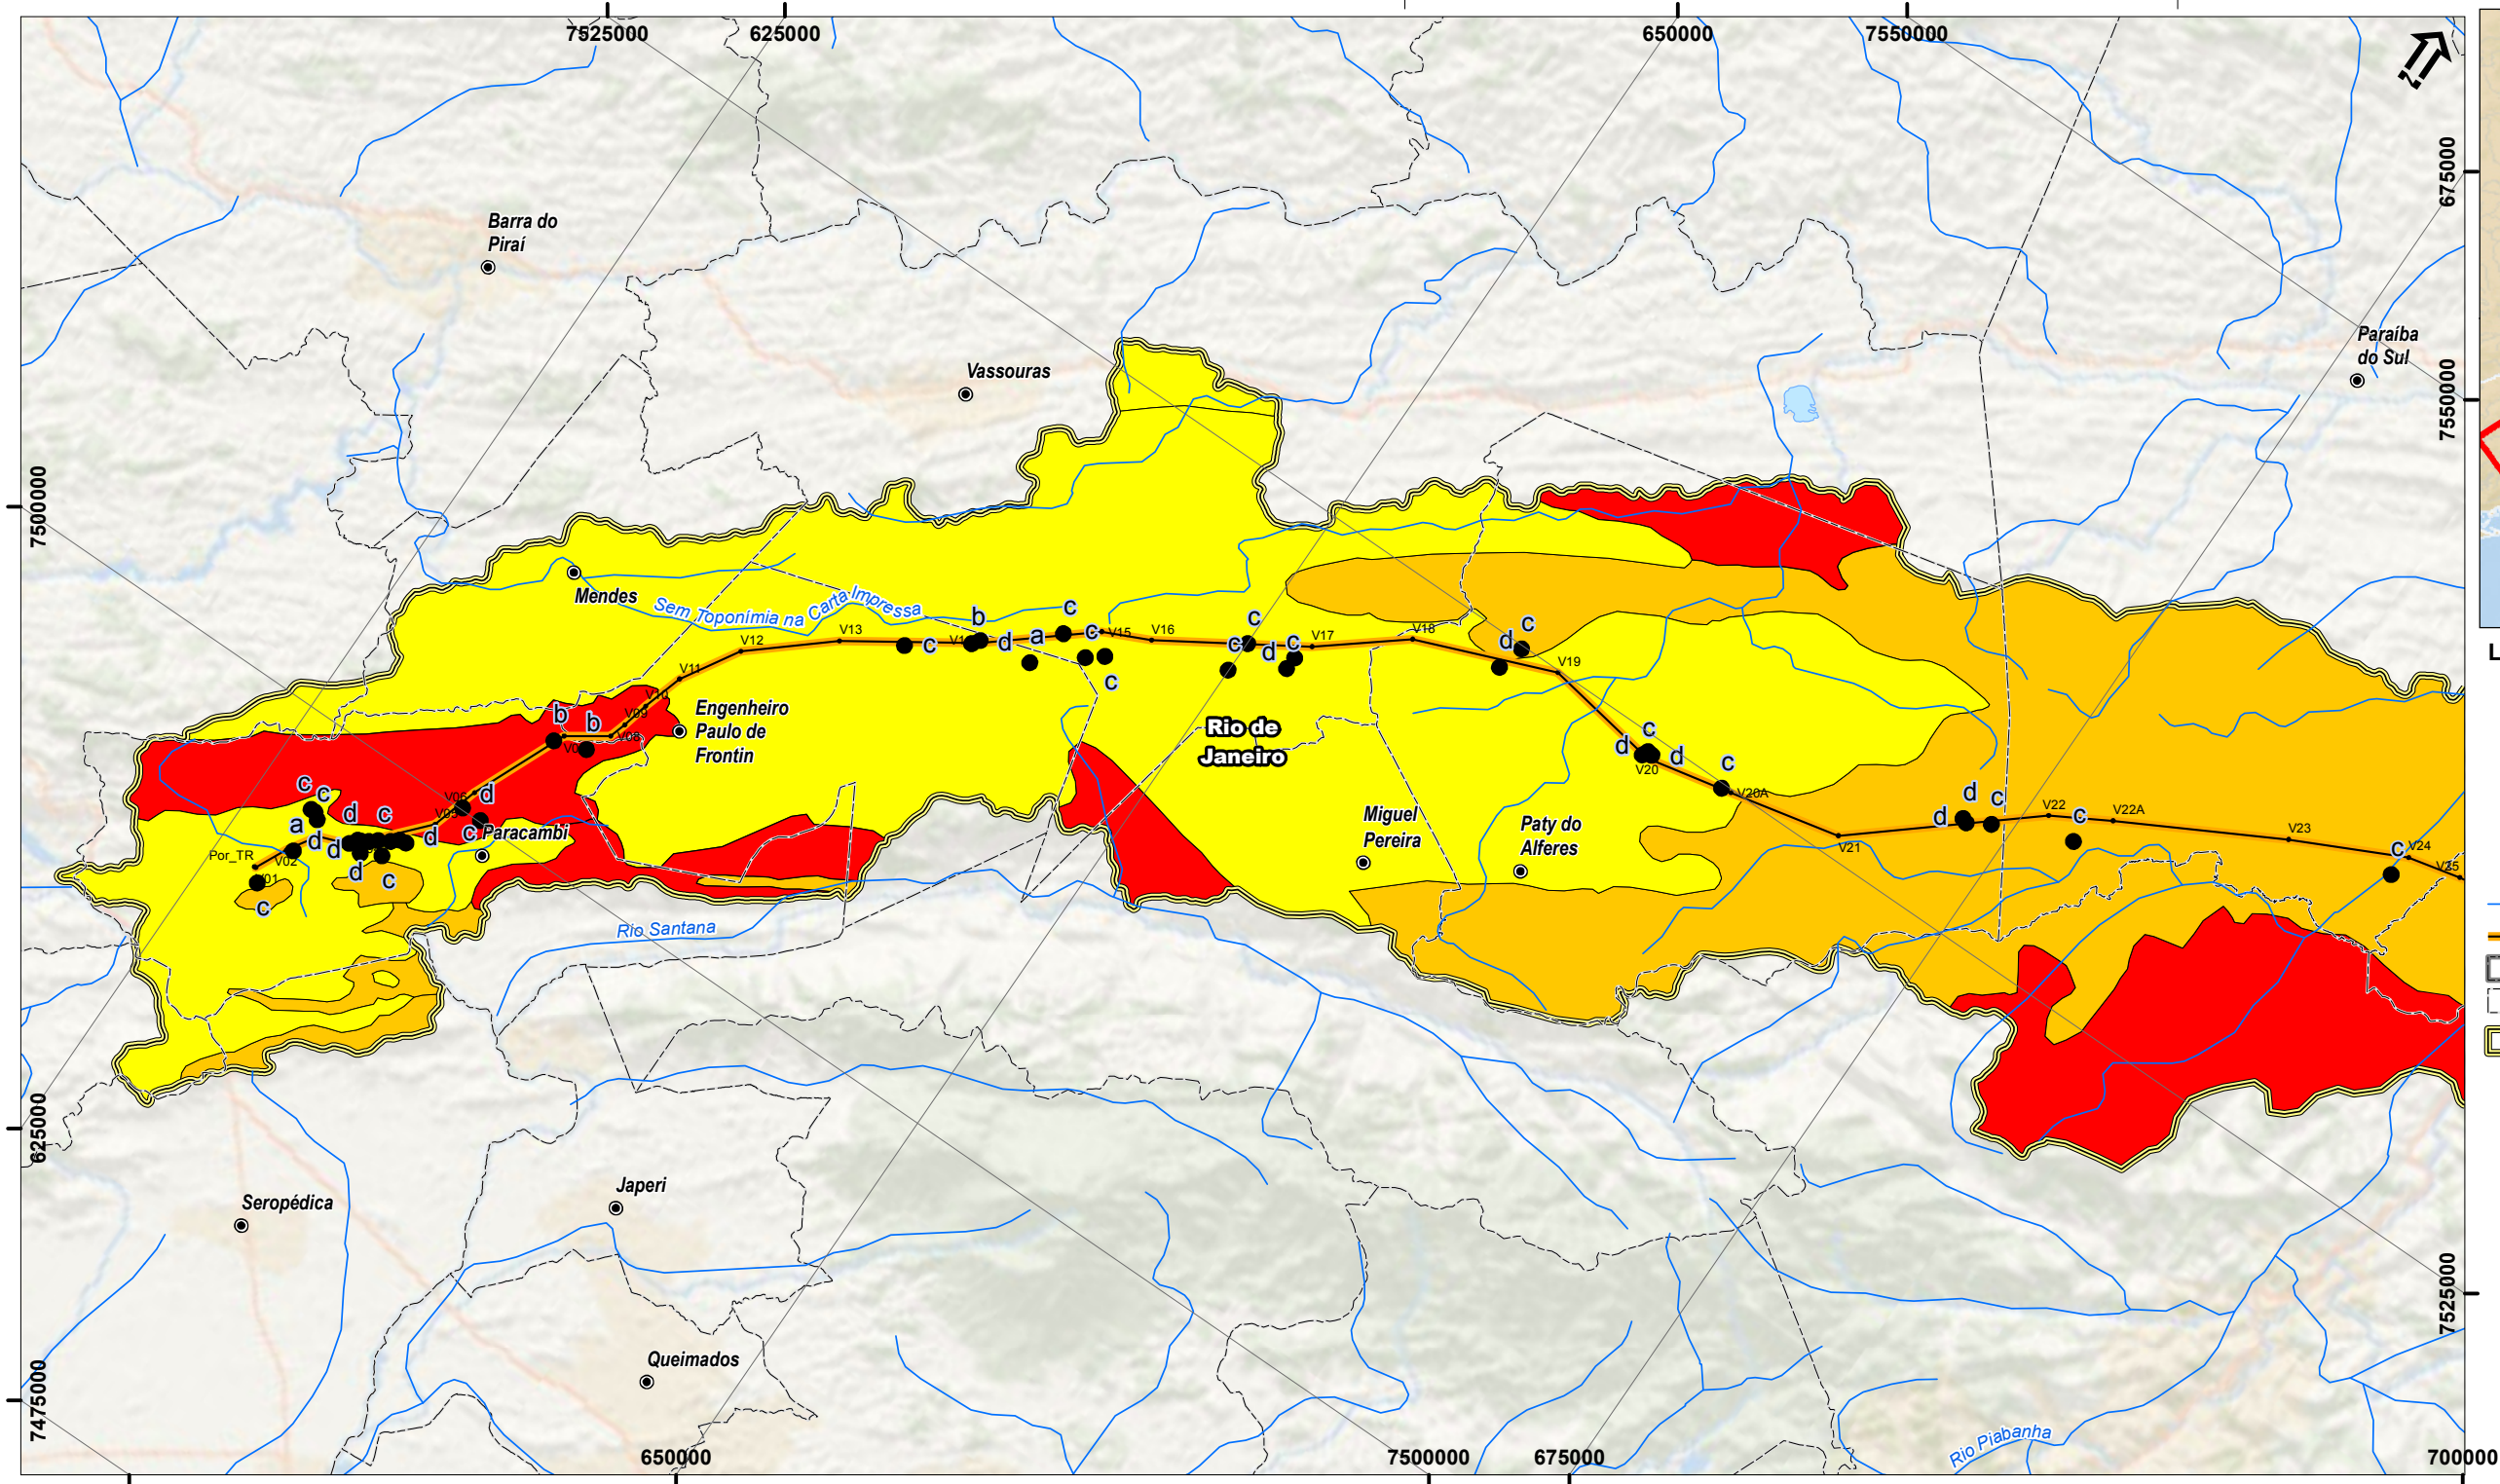 7525000
625000
650000
7550000
N
675000
Barra do
Piraí
Paraíba
do Sul
Vassouras
7550000
7500000
Mendes
Sem Toponímia na Carta Impressa
b
c
c
c
d
a
c
c
d
c
d
V12
V13
V15
V16
V17
V18
V19
V11
V10
V09
V08
b
b
c
Engenheiro
Paulo de
Frontin
Rio de
Janeiro
L
c
d
d
V20
c
V20A
c
c
d
c
V06
d
V05
d
c
Paracambi
a
d
d
Por_TR
V02
V01
c
d
c
Miguel
Pereira
Paty do
Alferes
V21
d
d
c
V22
c
V22A
V23
c
V24
V25
Rio Santana
625000
Seropédica
Japeri
7525000
Queimados
7475000
650000
7500000
675000
Rio Piabanha
700000